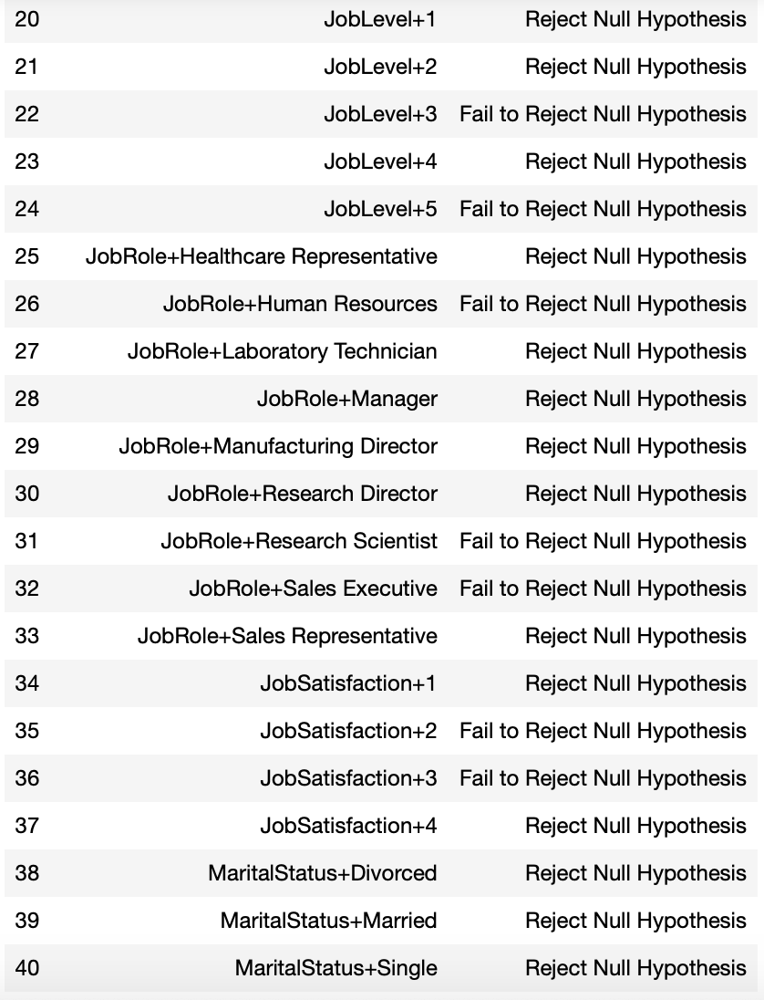 20 JobLevel+1 Reject Null Hypothesis
21 JobLevel+2 Reject Null Hypothesis
22 JobLevel+3 Fail to Reject Null Hypothesis
23 JobLevel+4 Reject Null Hypothesis
24 JobLevel+5 Fail to Reject Null Hypothesis
25 JobRole+Healthcare Representative Reject Null Hypothesis
26 JobRole+Human Resources Fail to Reject Null Hypothesis
27 JobRole+Laboratory Technician Reject Null Hypothesis
28 JobRole+Manager Reject Null Hypothesis
29 JobRole+Manufacturing Director Reject Null Hypothesis
30 JobRole+Research Director Reject Null Hypothesis
31 JobRole+Research Scientist Fail to Reject Null Hypothesis
32 JobRole+Sales Executive Fail to Reject Null Hypothesis
33 JobRole+Sales Representative Reject Null Hypothesis
34 JobSatisfaction+1 Reject Null Hypothesis
35 JobSatisfaction+2 Fail to Reject Null Hypothesis
36 JobSatisfaction+3 Fail to Reject Null Hypothesis
37 JobSatisfaction+4 Reject Null Hypothesis
38 MaritalStatus+Divorced Reject Null Hypothesis
39 MaritalStatus+Married Reject Null Hypothesis
40 MaritalStatus+Single Reject Null Hypothesis